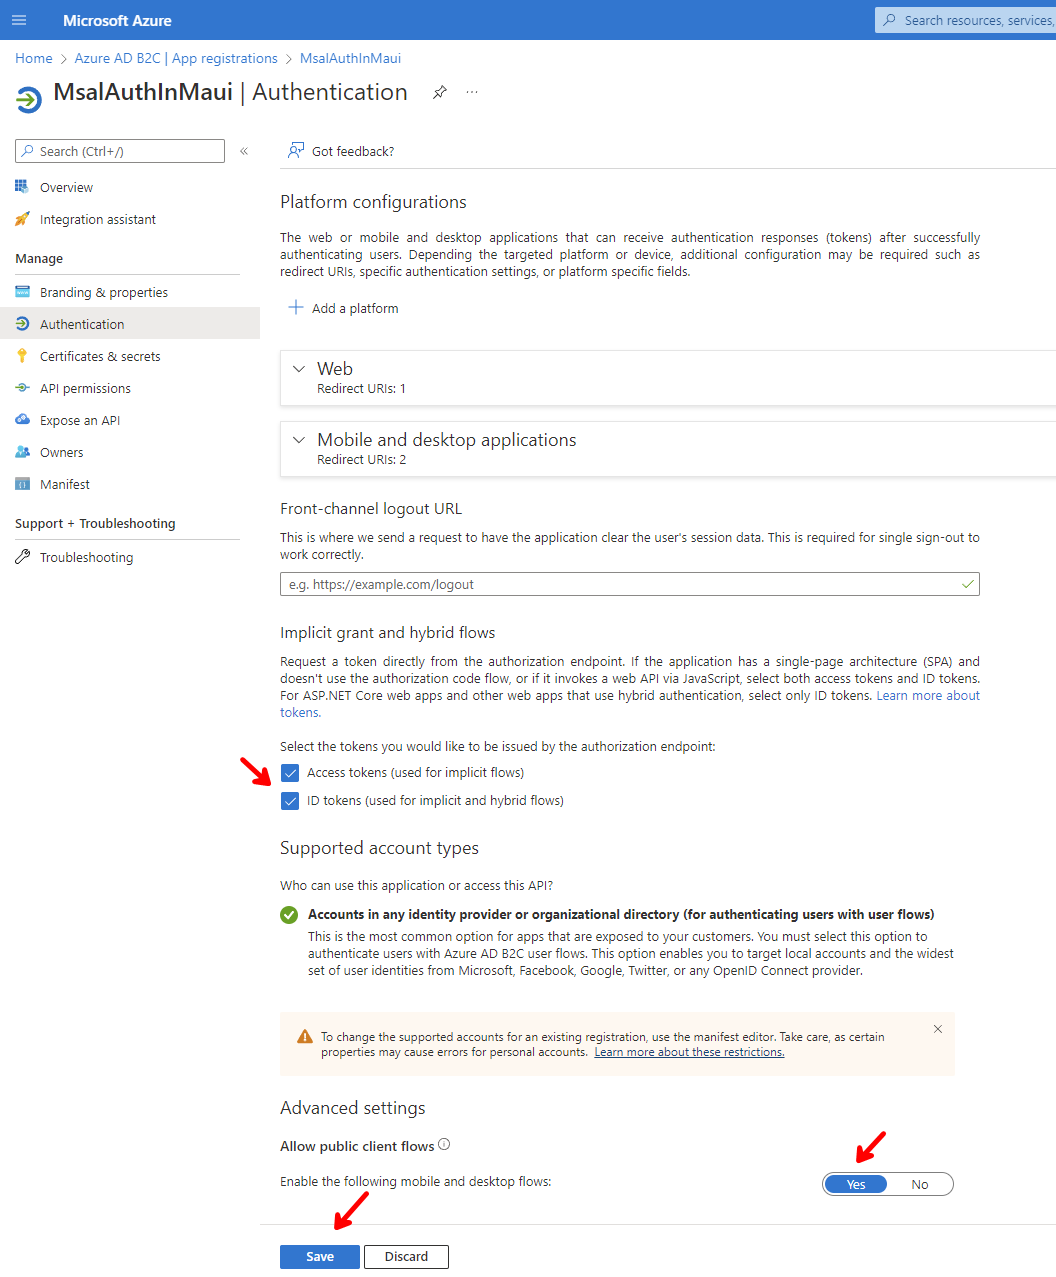 Microsoft Azure
Search resources, services,
Home > Azure AD B2C | App registrations > MsalAuthInMaui
MsalAuthInMaui | Authentication
...
Search (Ctrl+/)
«
Overview
Integration assistant
Manage
Branding & properties
Authentication
Certificates & secrets
API permissions
Expose an API
Owners
Manifest
Support + Troubleshooting
Troubleshooting
Got feedback?
Platform configurations
The web or mobile and desktop applications that can receive authentication responses (tokens) after successfully
authenticating users. Depending the targeted platform or device, additional configuration may be required such as
redirect URIs, specific authentication settings, or platform specific fields.
Add a platform
Web
Redirect URIs: 1
Mobile and desktop applications
Redirect URIs: 2
Front-channel logout URL
This is where we send a request to have the application clear the user's session data. This is required for single sign-out to
work correctly.
e.g. https://example.com/logout
Implicit grant and hybrid flows
Request a token directly from the authorization endpoint. If the application has a single-page architecture (SPA) and
doesn't use the authorization code flow, or if it invokes a web API via JavaScript, select both access tokens and ID tokens.
For ASP.NET Core web apps and other web apps that use hybrid authentication, select only ID tokens. Learn more about
tokens.
Select the tokens you would like to be issued by the authorization endpoint:
Access tokens (used for implicit flows)
ID tokens (used for implicit and hybrid flows)
Supported account types
Who can use this application or access this API?
Accounts in any identity provider or organizational directory (for authenticating users with user flows)
This is the most common option for apps that are exposed to your customers. You must select this option to
authenticate users with Azure AD B2C user flows. This option enables you to target local accounts and the widest
set of user identities from Microsoft, Facebook, Google, Twitter, or any OpenID Connect provider.
To change the supported accounts for an existing registration, use the manifest editor. Take care, as certain
properties may cause errors for personal accounts. Learn more about these restrictions.
Advanced settings
Allow public client flows
Enable the following mobile and desktop flows:
Yes
No
Save
Discard